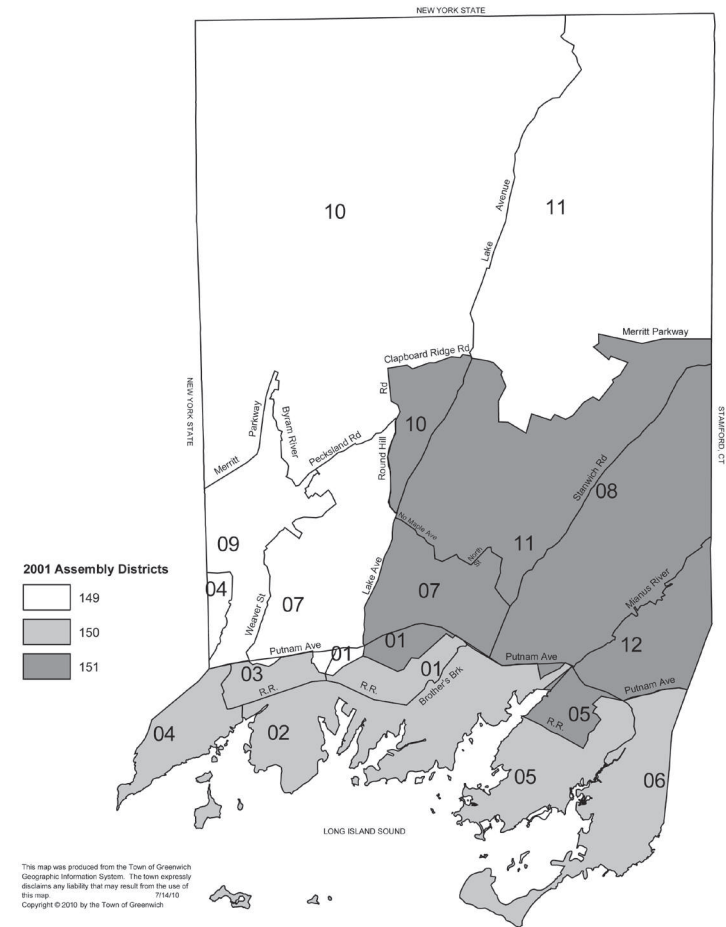 NEW YORK STATE
10
11
Lake Avenue
Merritt Parkway
Clapboard Ridge Rd
NEW YORK STATE
STAMFORD, CT
Merritt Parkway
Byram River
Pecksland Rd
Round Hill Rd
10
Stanwich Rd
08
No Maple Ave
North St
11
09
04
07
Weaver St
Lake Ave
07
Mianus River
12
2001 Assembly Districts
149
150
151
Putnam Ave
01
01
01
Putnam Ave
Putnam Ave
03
R.R.
R.R.
Brother's Brk
04
02
05
R.R.
05
06
LONG ISLAND SOUND
This map was produced from the Town of Greenwich
Geographic Information System. The town expressly
disclaims any liability that may result from the use of
this map 7/14/10
Copyright © 2010 by the Town of Greenwich